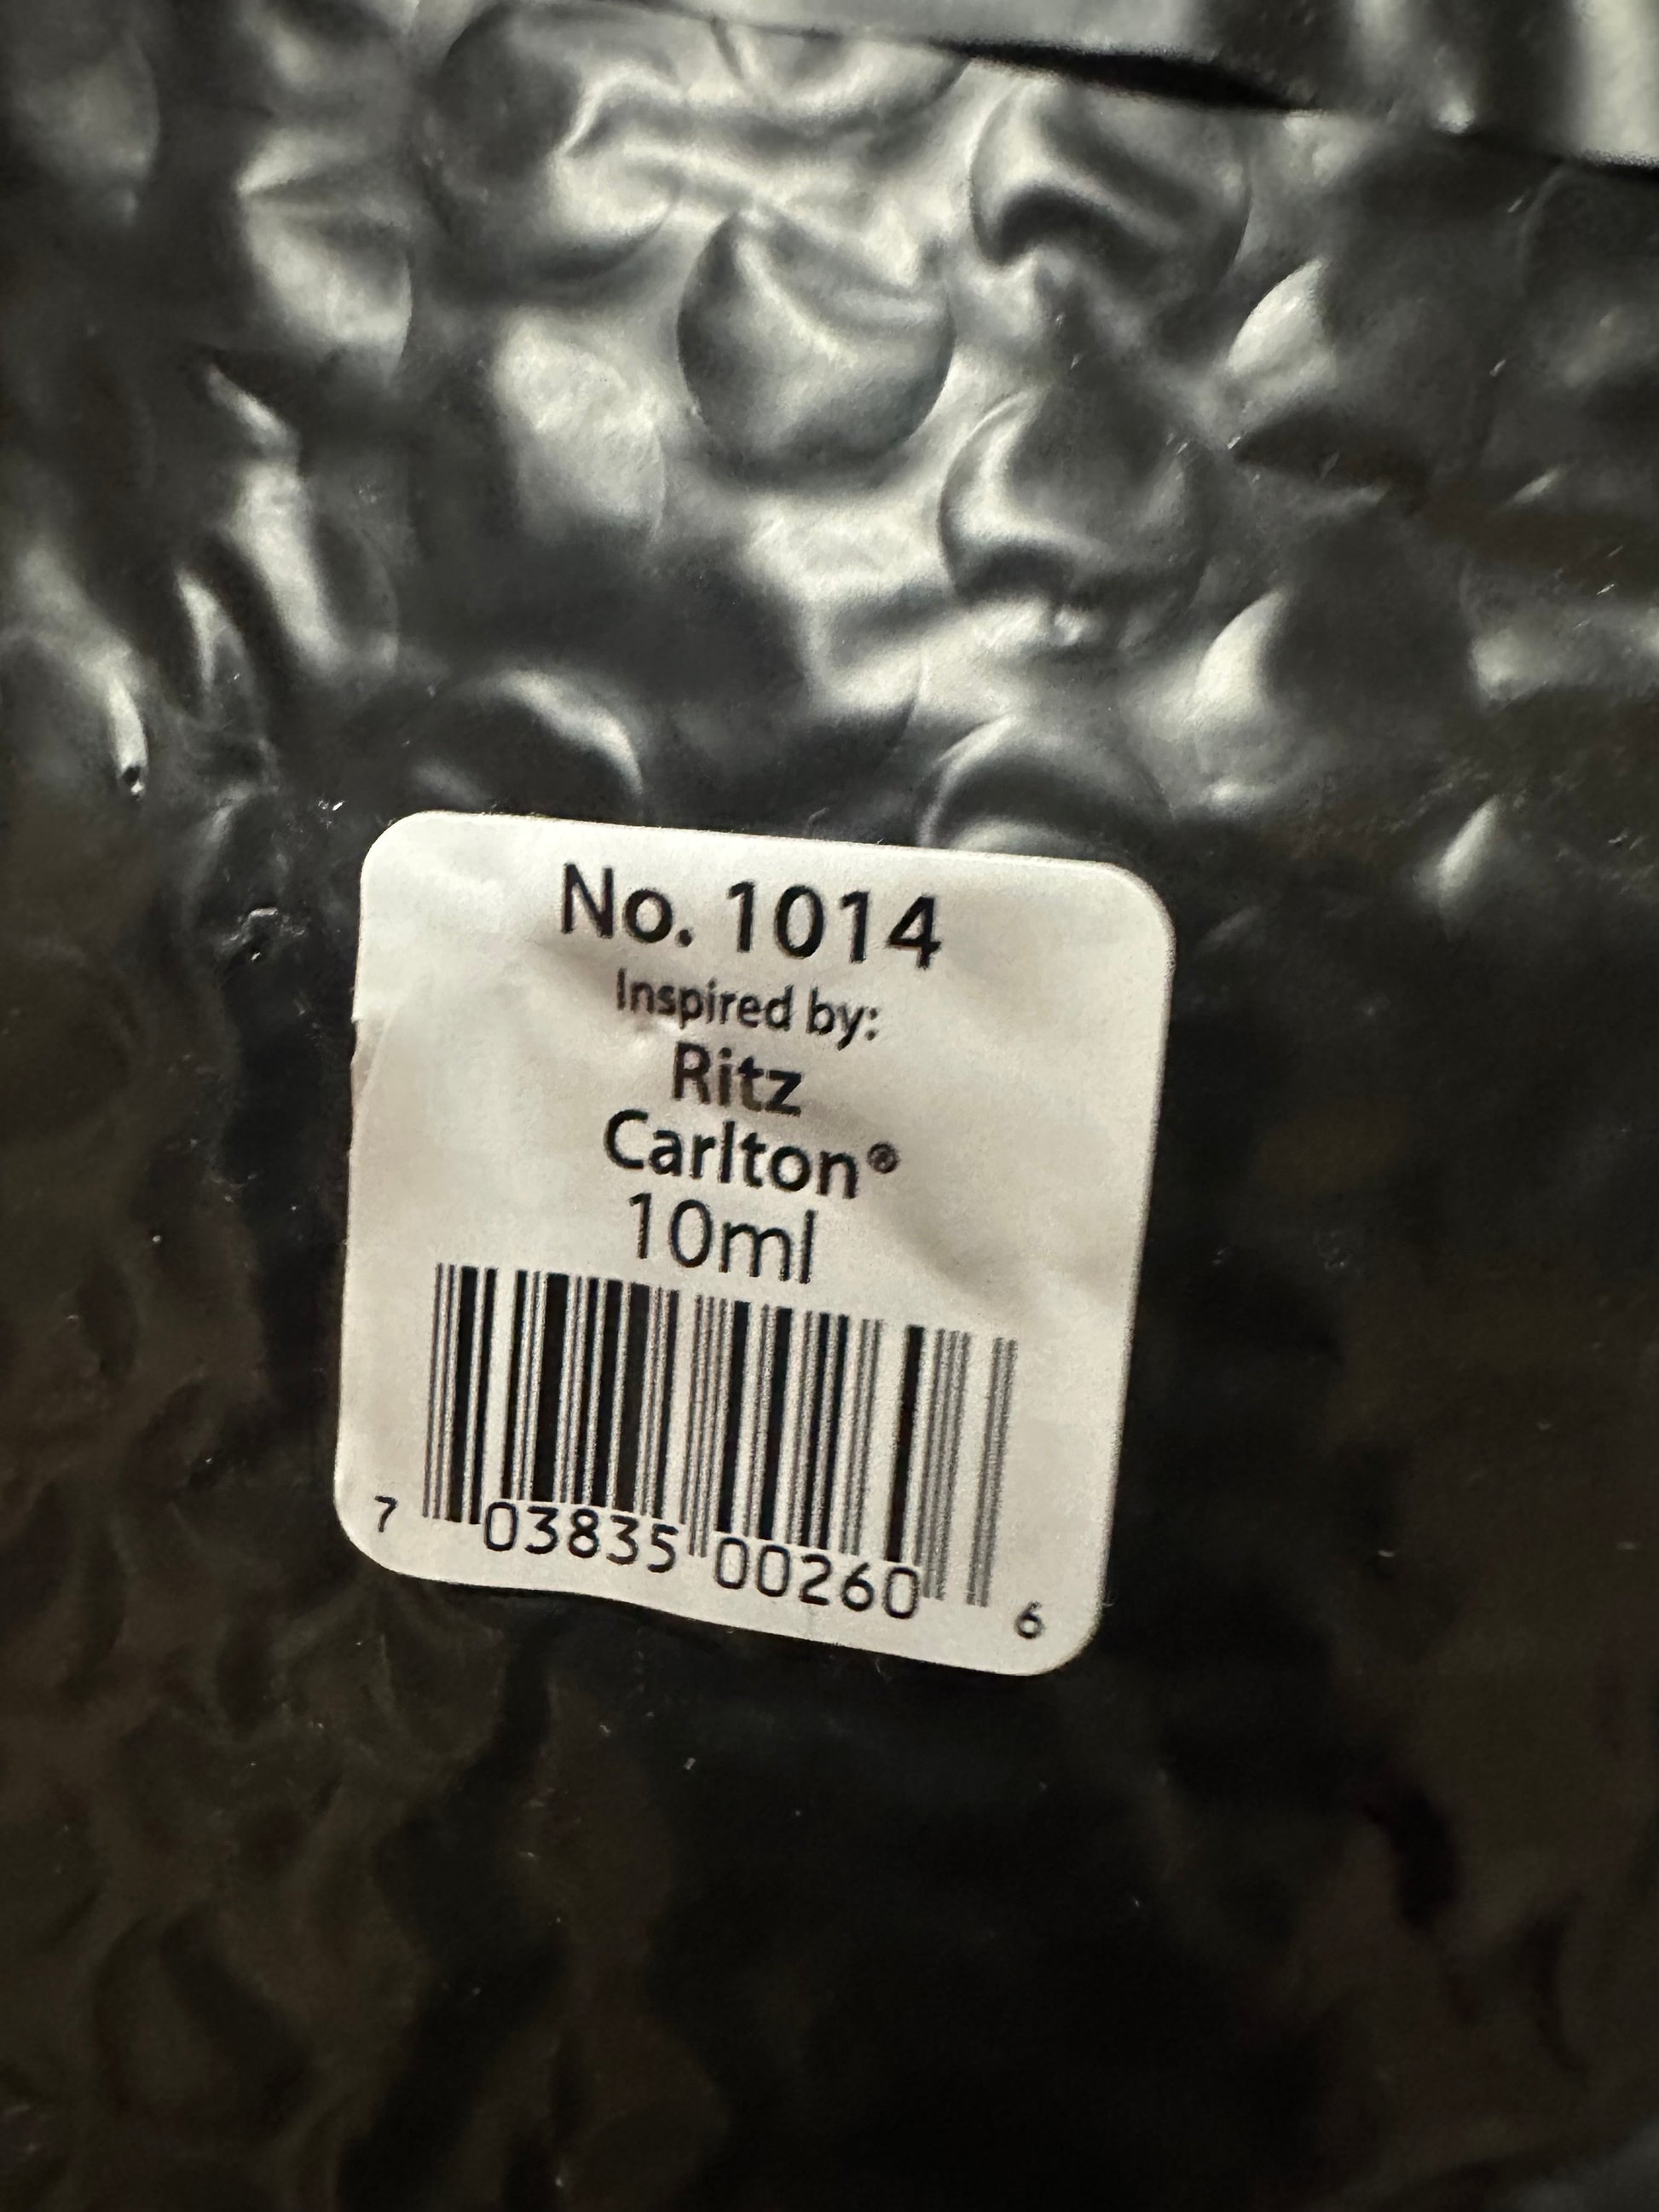 No. 1014
Inspired by:
Ritz
Carlton®
10ml
7 03835 00260 6